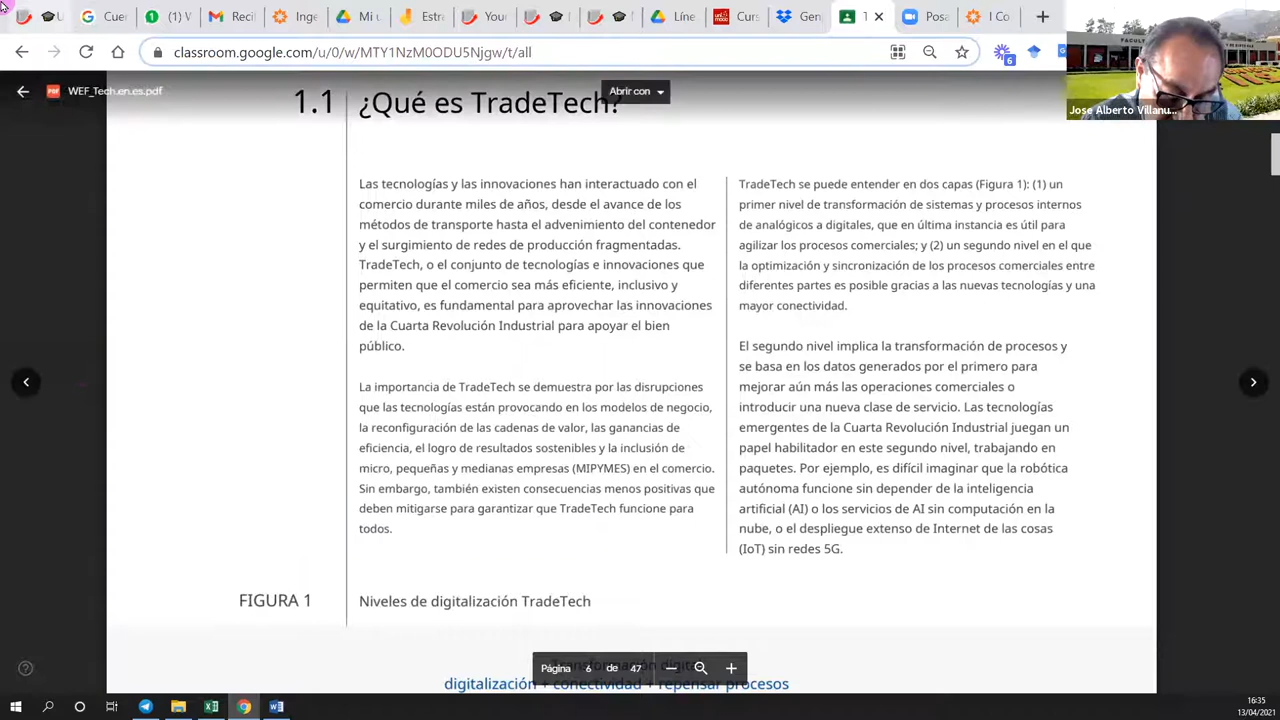 Cuer
(1) V
Reci
Inge
Mi u
Estre
You
Líne
Curs
Gen
T
Posa
I Co
classroom.google.com/u/0/w/MTY1NzM0ODU5Njgw/t/all
6
WEF_Tech.en.es.pdf
Abrir con
Jose Alberto Villanu...
1.1 ¿Qué es TradeTech?
Las tecnologías y las innovaciones han interactuado con el
comercio durante miles de años, desde el avance de los
métodos de transporte hasta el advenimiento del contenedor
y el surgimiento de redes de producción fragmentadas.
TradeTech, o el conjunto de tecnologías e innovaciones que
permiten que el comercio sea más eficiente, inclusivo y
equitativo, es fundamental para aprovechar las innovaciones
de la Cuarta Revolución Industrial para apoyar el bien
público.
La importancia de TradeTech se demuestra por las disrupciones
que las tecnologías están provocando en los modelos de negocio,
la reconfiguración de las cadenas de valor, las ganancias de
eficiencia, el logro de resultados sostenibles y la inclusión de
micro, pequeñas y medianas empresas (MIPYMES) en el comercio.
Sin embargo, también existen consecuencias menos positivas que
deben mitigarse para garantizar que TradeTech funcione para
todos.
TradeTech se puede entender en dos capas (Figura 1): (1) un
primer nivel de transformación de sistemas y procesos internos
de analógicos a digitales, que en última instancia es útil para
agilizar los procesos comerciales; y (2) un segundo nivel en el que
la optimización y sincronización de los procesos comerciales entre
diferentes partes es posible gracias a las nuevas tecnologías y una
mayor conectividad.
El segundo nivel implica la transformación de procesos y
se basa en los datos generados por el primero para
mejorar aún más las operaciones comerciales o
introducir una nueva clase de servicio. Las tecnologías
emergentes de la Cuarta Revolución Industrial juegan un
papel habilitador en este segundo nivel, trabajando en
paquetes. Por ejemplo, es difícil imaginar que la robótica
autónoma funcione sin depender de la inteligencia
artificial (AI) o los servicios de AI sin computación en la
nube, o el despliegue extenso de Internet de las cosas
(IoT) sin redes 5G.
FIGURA 1 Niveles de digitalización TradeTech
Página 6 de 47
digitalización + conectividad + repensar procesos
16:35
13/04/2021